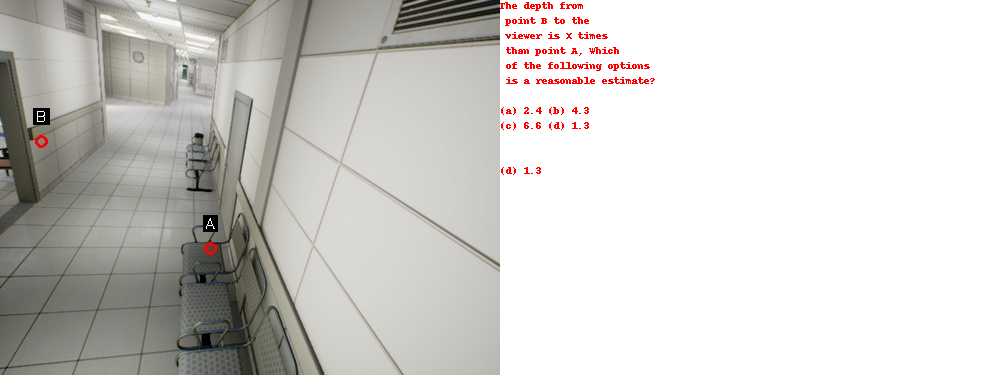 B
A
The depth from
point B to the
viewer is X times
than point A, Which
of the following options
is a reasonable estimate?
(a) 2.4 (b) 4.3
(c) 6.6 (d) 1.3
(d) 1.3